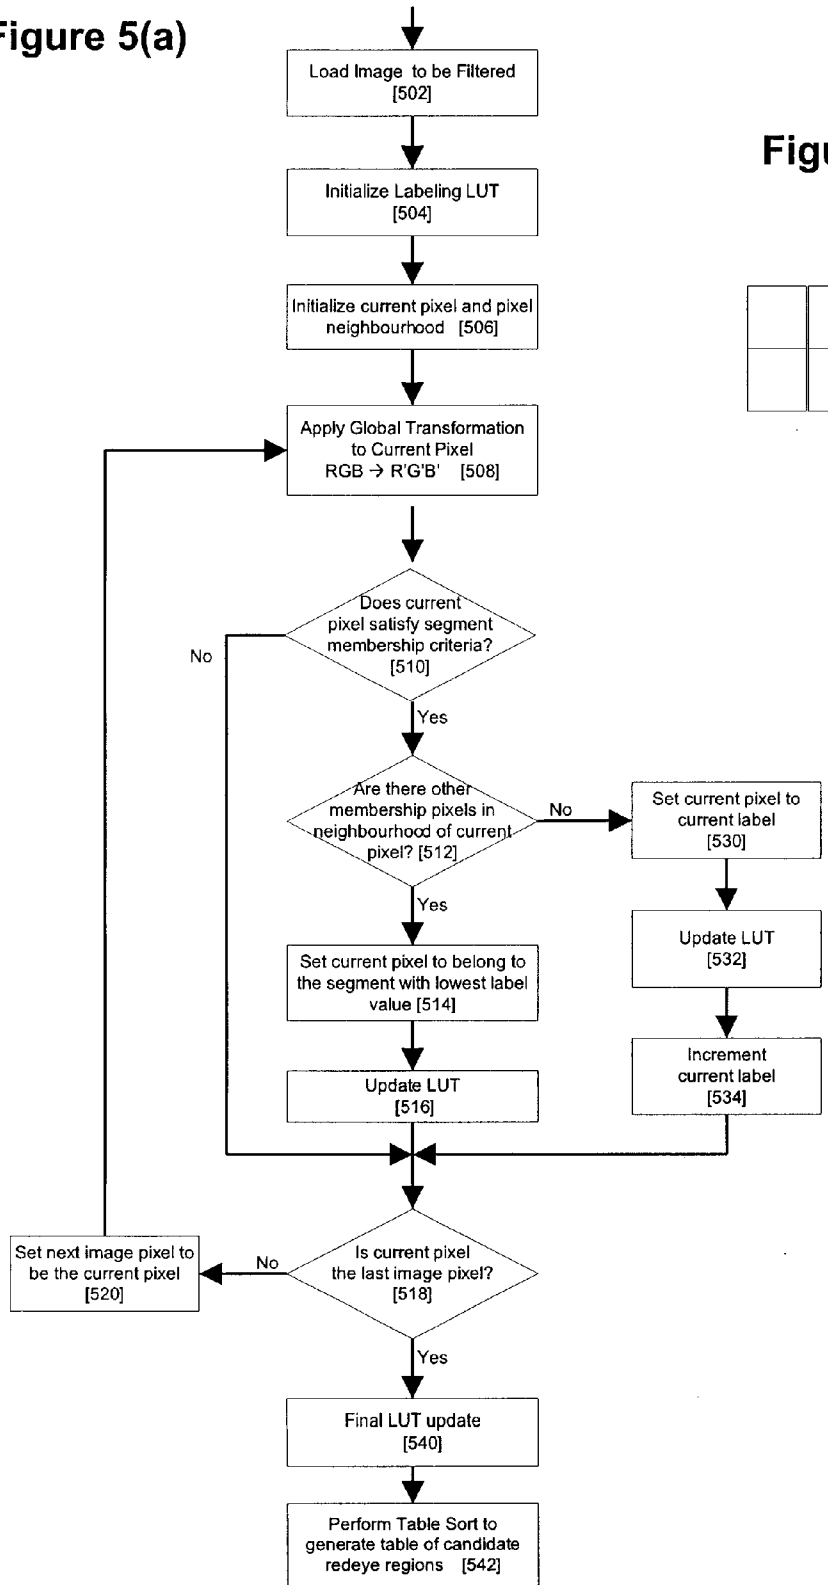 Figure 5(a)
Load Image to be Filtered
[502]
Initialize Labeling LUT
[504]
Initialize current pixel and pixel
neighbourhood [506]
Apply Global Transformation
to Current Pixel
RGB → R'G'B' [508]
Does current
pixel satisfy segment
membership criteria?
[510]
No
Yes
Are there other
membership pixels in
neighbourhood of current
pixel? [512]
No
Set current pixel to
current label
[530]
Yes
Update LUT
[532]
Set current pixel to belong to
the segment with lowest label
value [514]
Increment
current label
[534]
Update LUT
[516]
Is current pixel
the last image pixel?
[518]
No
Set next image pixel to
be the current pixel
[520]
Yes
Final LUT update
[540]
Perform Table Sort to
generate table of candidate
redeye regions [542]
Figu